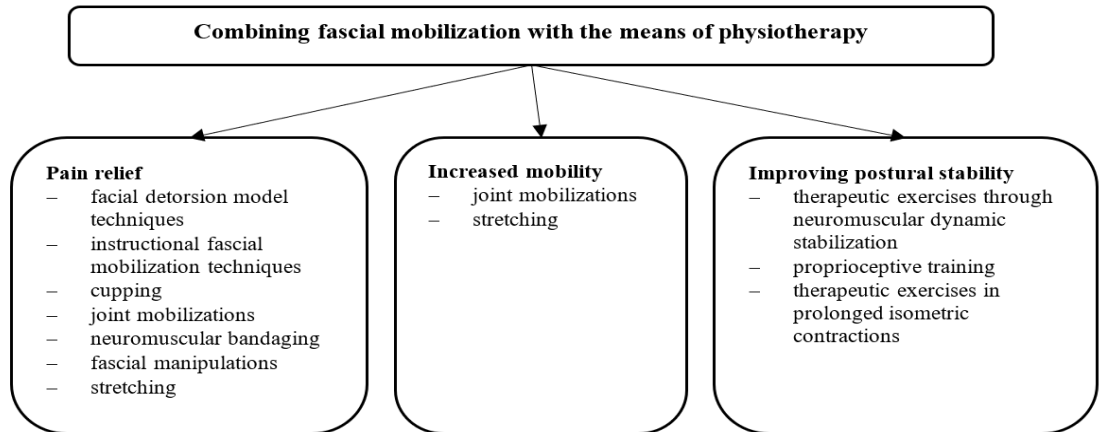 Combining fascial mobilization with the means of physiotherapy
Pain relief
– facial detorsion model
techniques
– instructional fascial
mobilization techniques
– cupping
– joint mobilizations
– neuromuscular bandaging
– fascial manipulations
– stretching
Increased mobility
– joint mobilizations
– stretching
Improving postural stability
– therapeutic exercises through
neuromuscular dynamic
stabilization
– proprioceptive training
– therapeutic exercises in
prolonged isometric
contractions